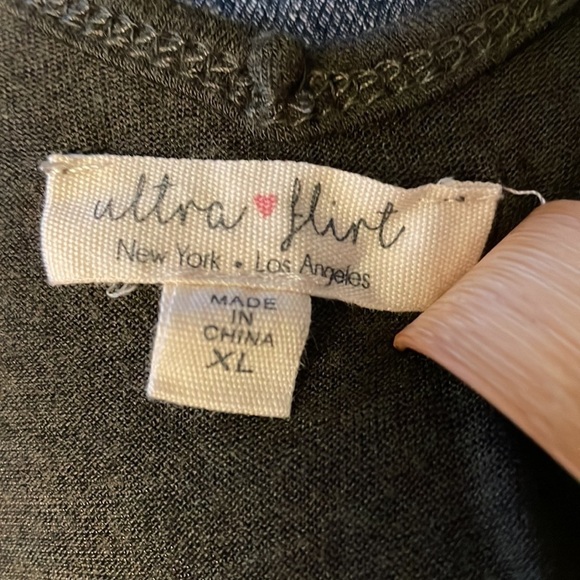 ultra ♥ flirt
New York • Los Angeles
MADE
IN
CHINA
XL